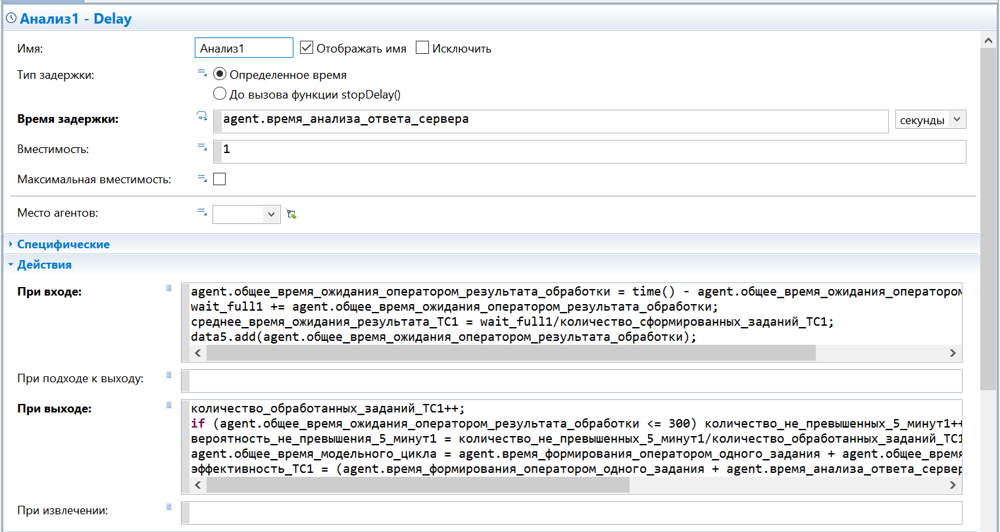 Анализ1 - Delay
Имя: Анализ1 Отображать имя Исключить
Тип задержки: Определенное время
До вызова функции stopDelay()
Время задержки: agent.время_анализа_ответа_сервера секунды
Вместимость: 1
Максимальная вместимость:
Место агентов:
Специфические
Действия
При входе: agent.общее_время_ожидания_оператором_результата_обработки = time() - agent.общее_время_ожидания_оператором
wait_full1 += agent.общее_время_ожидания_оператором_результата_обработки;
среднее_время_ожидания_результата_ТС1 = wait_full1/количество_сформированных_заданий_ТС1;
data5.add(agent.общее_время_ожидания_оператором_результата_обработки);
При подходе к выходу:
При выходе: количество_обработанных_заданий_ТС1++;
if (agent.общее_время_ожидания_оператором_результата_обработки <= 300) количество_не_превышенных_5_минут1++
вероятность_не_превышения_5_минут1 = количество_не_превышенных_5_минут1/количество_обработанных_заданий_ТС1
agent.общее_время_модельного_цикла = agent.время_формирования_оператором_одного_задания + agent.общее_время
эффективность_ТС1 = (agent.время_формирования_оператором_одного_задания + agent.время_анализа_ответа_сервер
При извлечении: